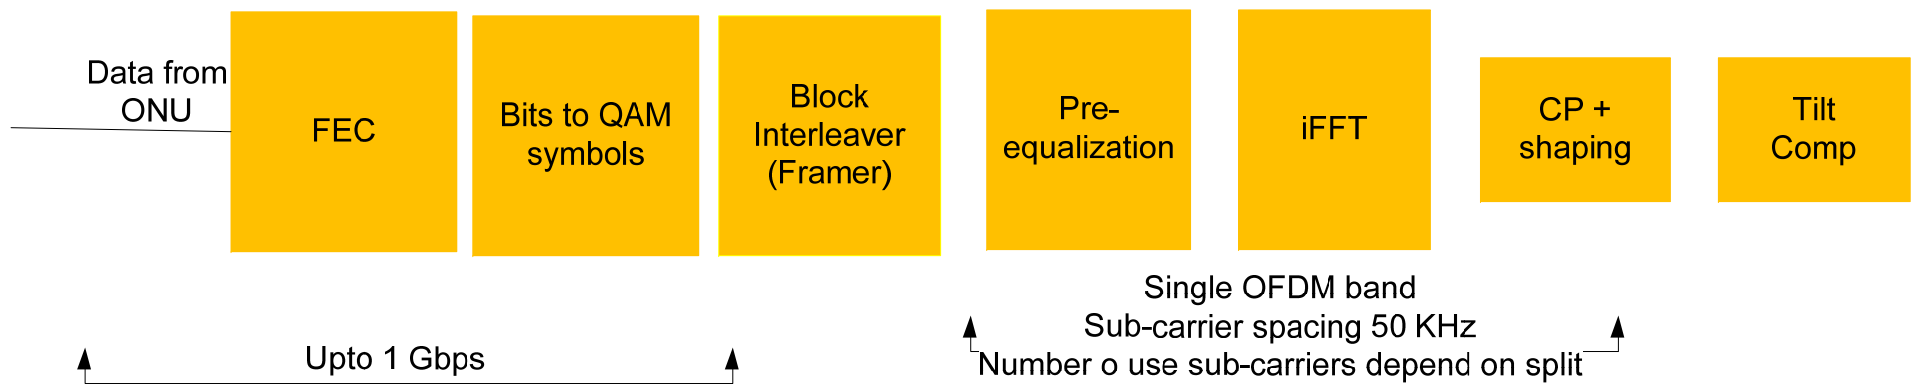 Data from
ONU
FEC
Bits to QAM
symbols
Block
Interleaver
(Framer)
Pre-
equalization
iFFT
CP +
shaping
Tilt
Comp
Upto 1 Gbps
Single OFDM band
Sub-carrier spacing 50 KHz
Number o use sub-carriers depend on split